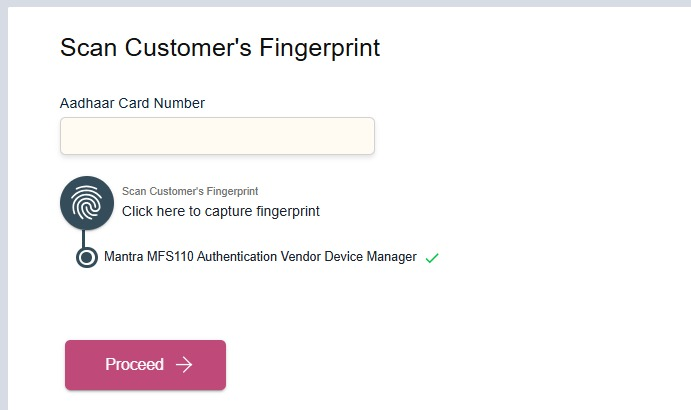 Scan Customer's Fingerprint
Aadhaar Card Number
Scan Customer's Fingerprint
Click here to capture fingerprint
Mantra MFS110 Authentication Vendor Device Manager
Proceed